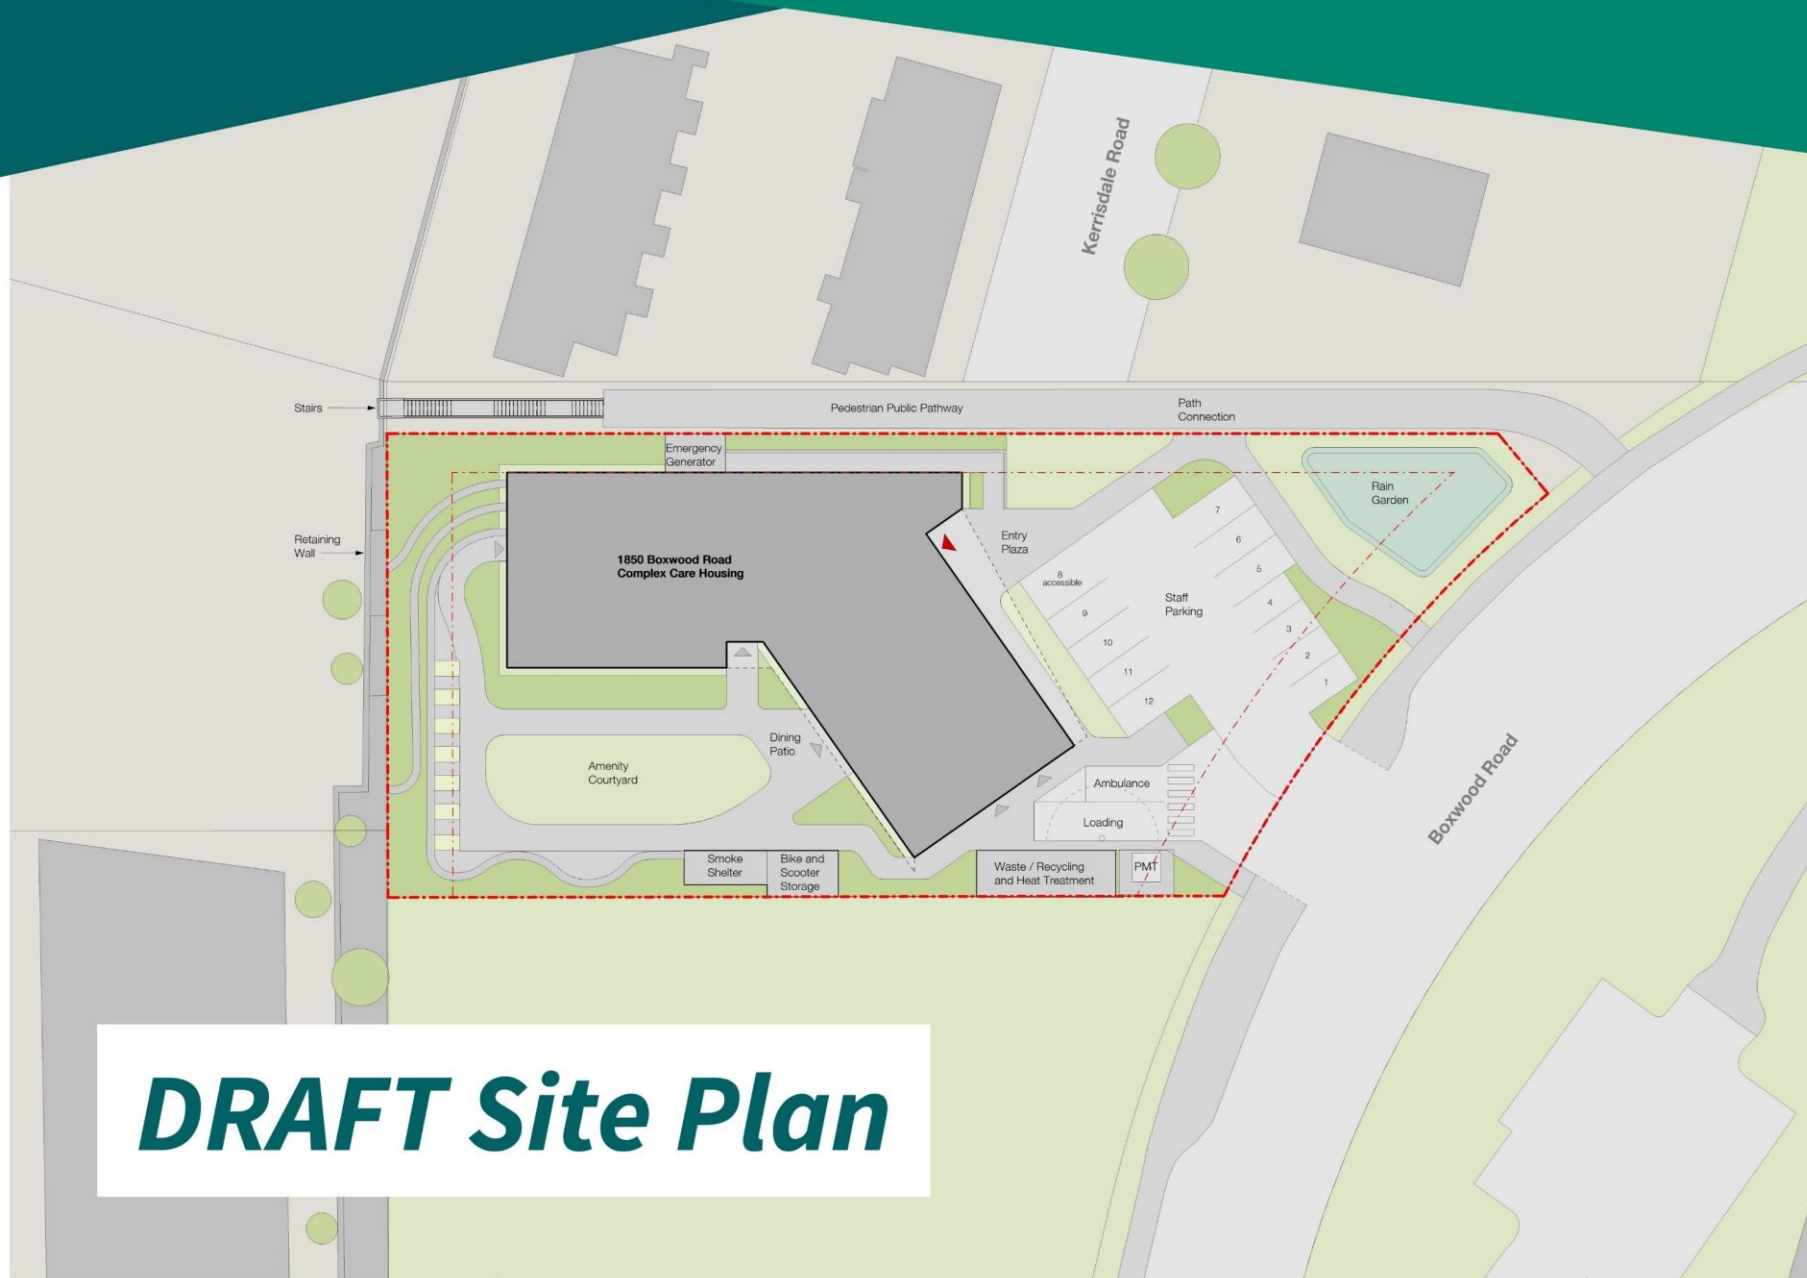 Kerrisdale Road
Stairs
Pedestrian Public Pathway
Path
Connection
Emergency
Generator
Rain
Garden
Retaining
Wall
1850 Boxwood Road
Complex Care Housing
Entry
Plaza
7
6
5
4
3
2
1
8
accessible
9
10
11
12
Staff
Parking
Dining
Patio
Amenity
Courtyard
Ambulance
Loading
Boxwood Road
Smoke
Shelter
Bike and
Scooter
Storage
Waste / Recycling
and Heat Treatment
PMT
DRAFT Site Plan